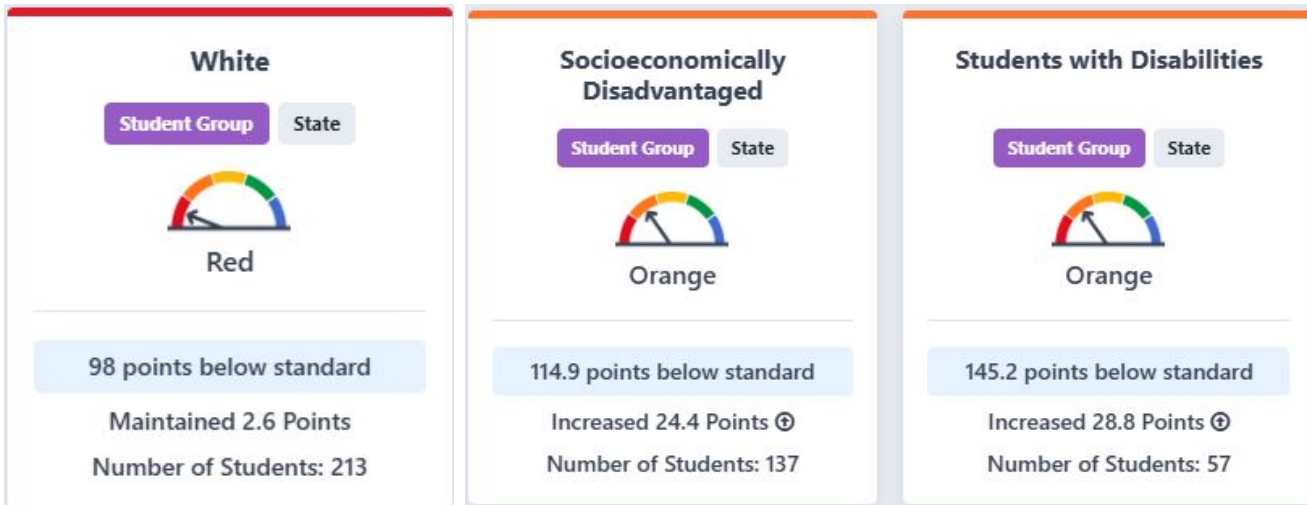 White
Student Group State
Red
98 points below standard
Maintained 2.6 Points
Number of Students: 213
Socioeconomically
Disadvantaged
Student Group State
Orange
114.9 points below standard
Increased 24.4 Points
Number of Students: 137
Students with Disabilities
Student Group State
Orange
145.2 points below standard
Increased 28.8 Points
Number of Students: 57